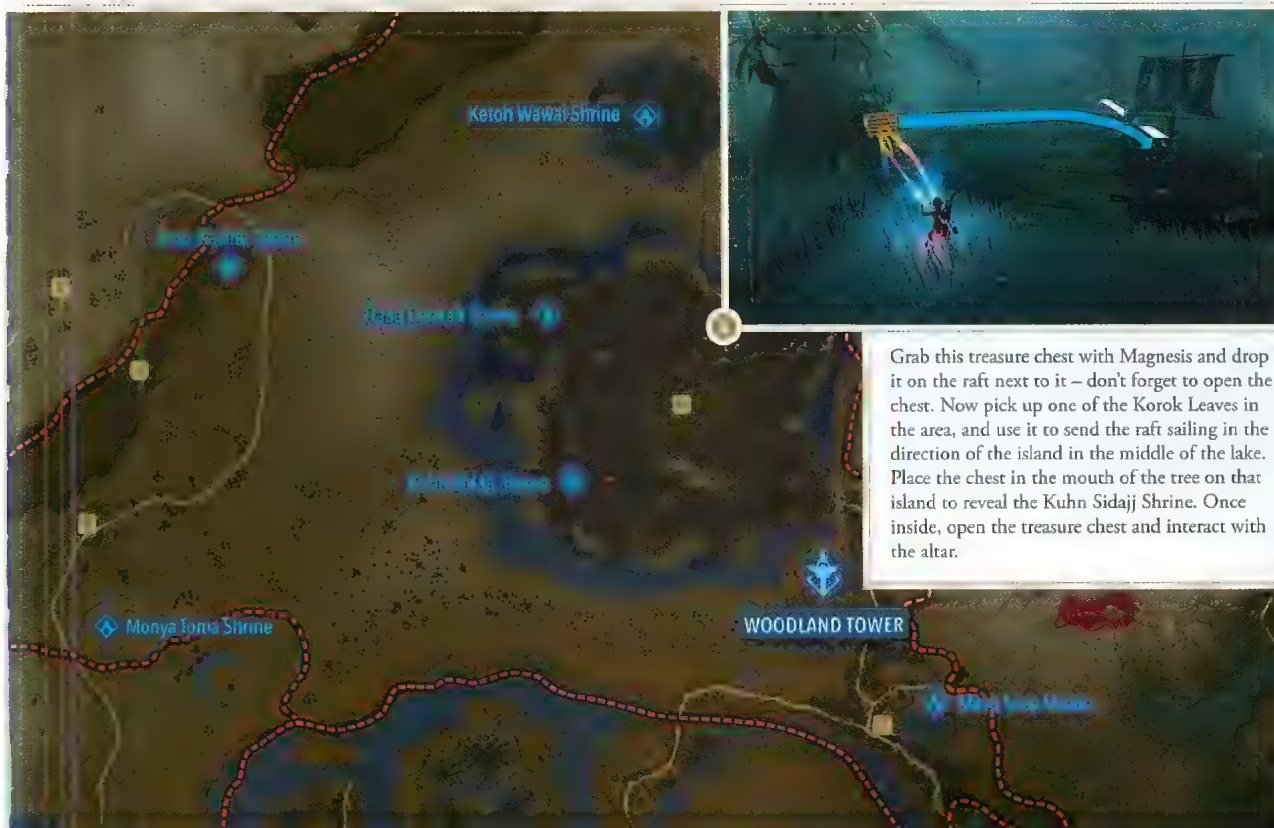 Ketoh Wawai Shrine
Grab this treasure chest with Magnesis and drop
it on the raft next to it – don't forget to open the
chest. Now pick up one of the Korok Leaves in
the area, and use it to send the raft sailing in the
direction of the island in the middle of the lake.
Place the chest in the mouth of the tree on that
island to reveal the Kuhn Sidajj Shrine. Once
inside, open the treasure chest and interact with
the altar.
Monya Toma Shrine
WOODLAND TOWER